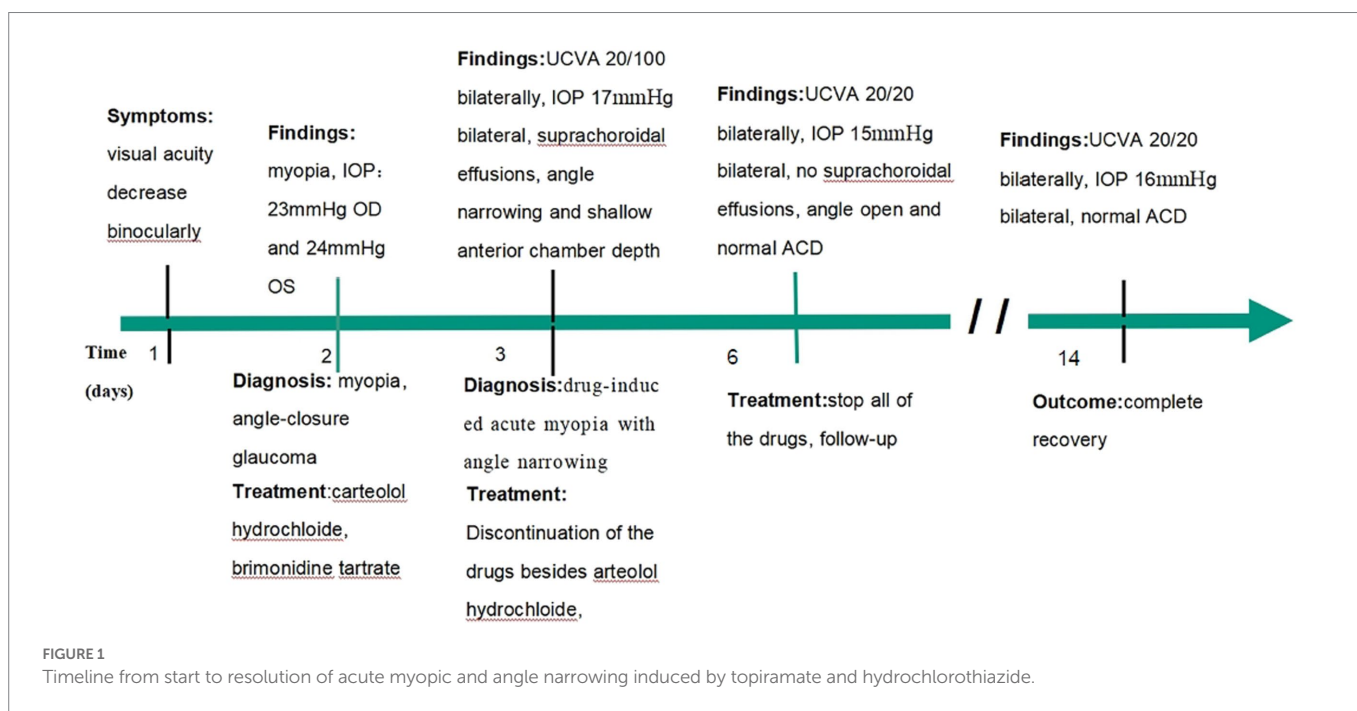 Symptoms:
visual acuity
decrease
binocularly
Findings:
myopia, IOP:
23mmHg OD
and 24mmHg
OS
Findings:UCVA 20/100
bilaterally, IOP 17mmHg
bilateral, suprachoroidal
effusions, angle
narrowing and shallow
anterior chamber depth
Findings:UCVA 20/20
bilaterally, IOP 15mmHg
bilateral, no suprachoroidal
effusions, angle open and
normal ACD
Findings:UCVA 20/20
bilaterally, IOP 16mmHg
bilateral, normal ACD
//
Time
(days)
1
2
3
6
14
Diagnosis: myopia,
angle-closure
glaucoma
Treatment:carteolol
hydrochloide,
brimonidine tartrate
Diagnosis:drug-induc
ed acute myopia with
angle narrowing
Treatment:
Discontinuation of the
drugs besides arteolol
hydrochloide,
Treatment:stop all of
the drugs, follow-up
Outcome:complete
recovery
FIGURE 1
Timeline from start to resolution of acute myopic and angle narrowing induced by topiramate and hydrochlorothiazide.